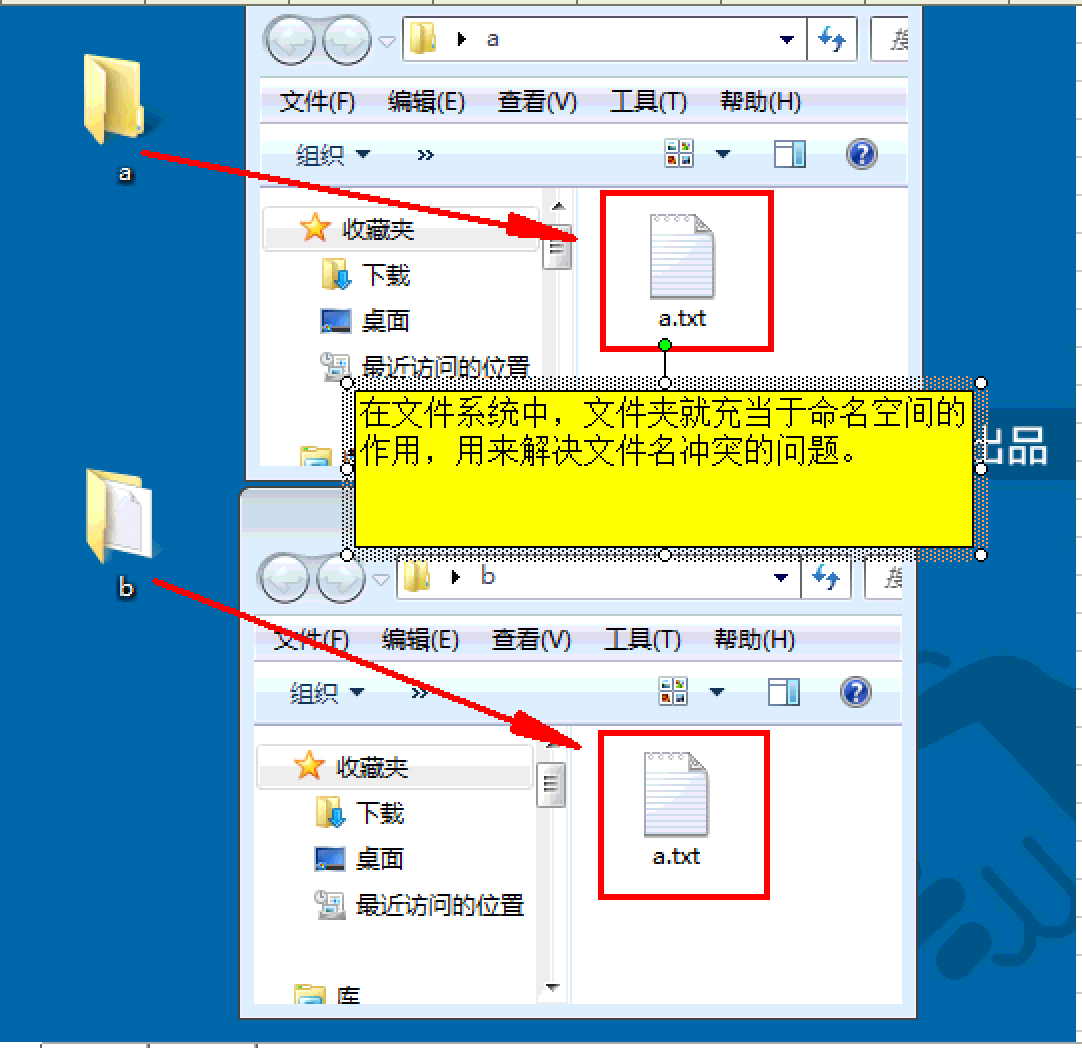 a
a
搜
文件(F) 编辑(E) 查看(V) 工具(T) 帮助(H)
组织 »
收藏夹
下载
桌面
最近访问的位置
a.txt
在文件系统中，文件夹就充当于命名空间的
作用，用来解决文件名冲突的问题。
出品
b
b
文件(F) 编辑(E) 查看(V) 工具(T) 帮助(H)
组织 »
收藏夹
下载
桌面
最近访问的位置
库
a.txt